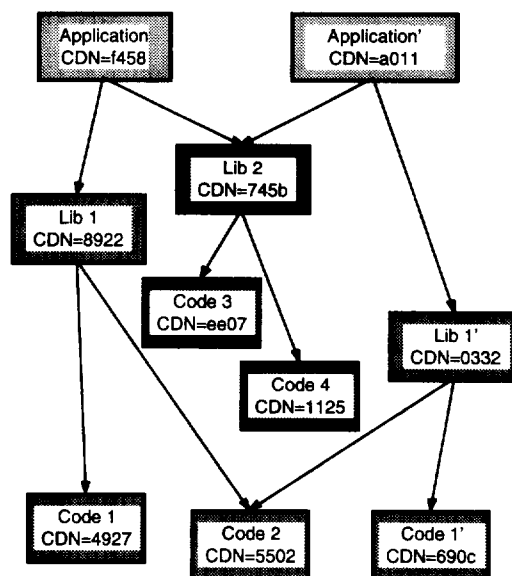 Application
CDN=f458
Application'
CDN=a011
Lib 2
CDN=745b
Lib 1
CDN=8922
Code 3
CDN=ee07
Lib 1'
CDN=0332
Code 4
CDN=1125
Code 1
CDN=4927
Code 2
CDN=5502
Code 1'
CDN=690c